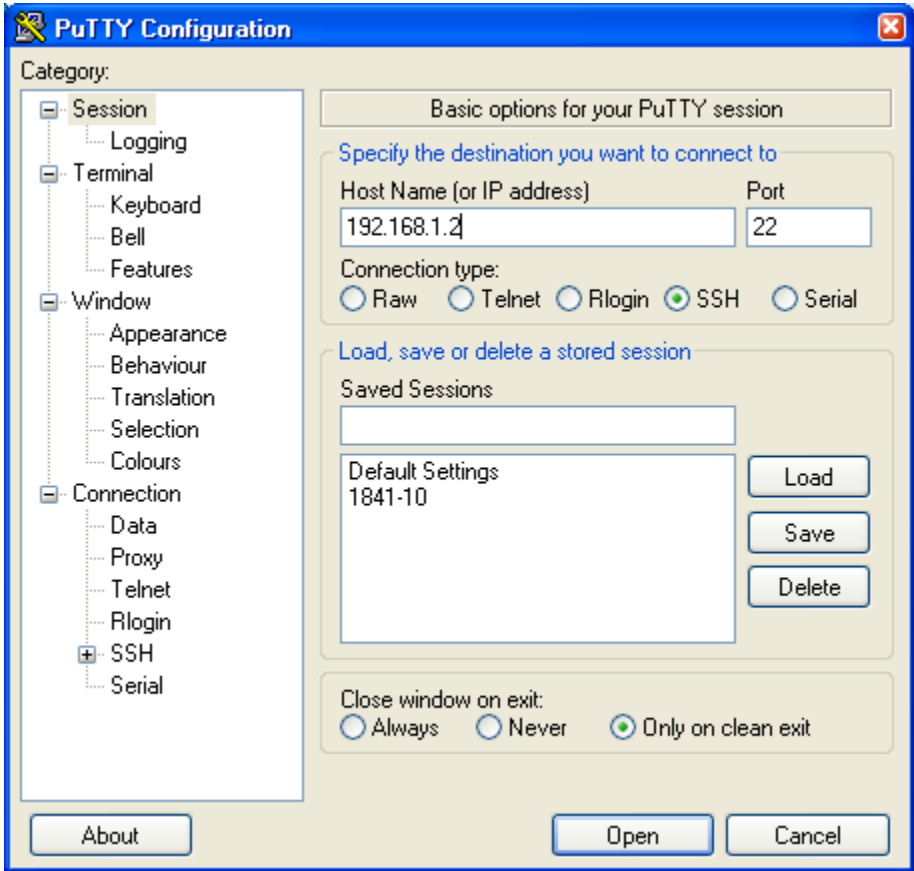 PuTTY Configuration
Category:
Session
Logging
Terminal
Keyboard
Bell
Features
Window
Appearance
Behaviour
Translation
Selection
Colours
Connection
Data
Proxy
Telnet
Rlogin
SSH
Serial
Basic options for your PuTTY session
Specify the destination you want to connect to
Host Name (or IP address) Port
192.168.1.2 22
Connection type:
Raw Telnet Rlogin SSH Serial
Load, save or delete a stored session
Saved Sessions
Default Settings
1841-10
Load
Save
Delete
Close window on exit:
Always Never Only on clean exit
About Open Cancel